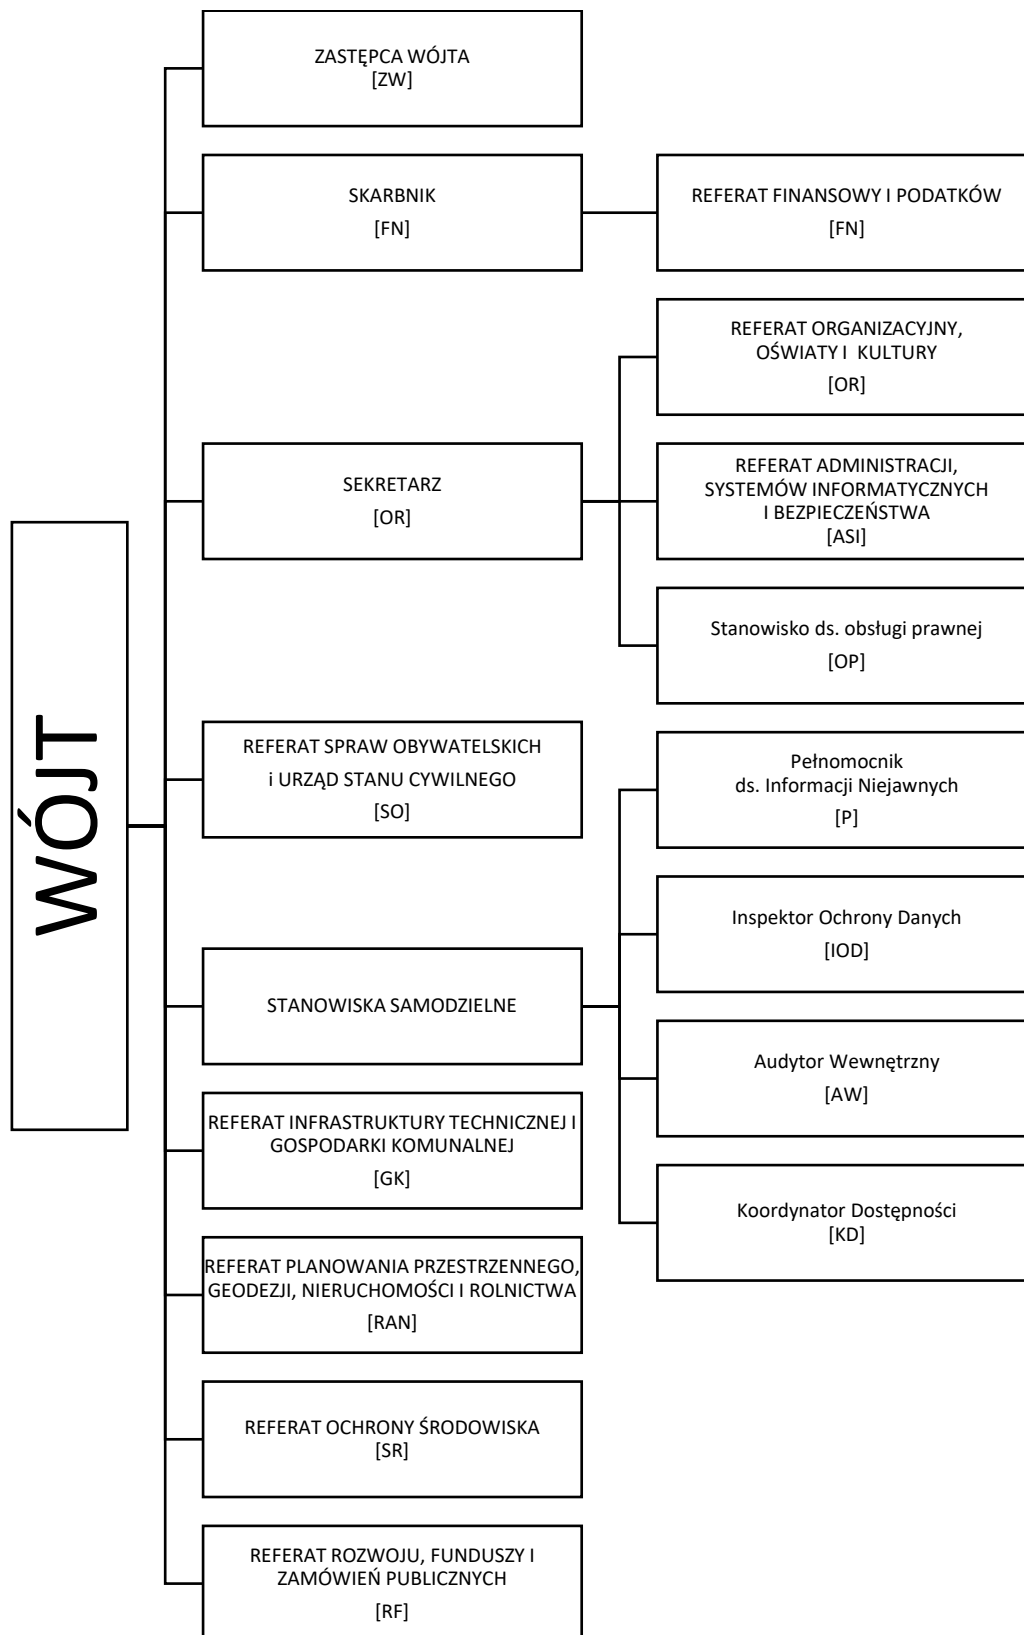 WÓJT
ZASTĘPCA WÓJTA
[ZW]
SKARBNIK
[FN]
REFERAT FINANSOWY I PODATKÓW
[FN]
SEKRETARZ
[OR]
REFERAT ORGANIZACYJNY,
OŚWIATY I KULTURY
[OR]
REFERAT ADMINISTRACJI,
SYSTEMÓW INFORMATYCZNYCH
I BEZPIECZEŃSTWA
[ASI]
Stanowisko ds. obsługi prawnej
[OP]
REFERAT SPRAW OBYWATELSKICH
i URZĄD STANU CYWILNEGO
[SO]
STANOWISKA SAMODZIELNE
Pełnomocnik
ds. Informacji Niejawnych
[P]
Inspektor Ochrony Danych
[IOD]
Audytor Wewnętrzny
[AW]
Koordynator Dostępności
[KD]
REFERAT INFRASTRUKTURY TECHNICZNEJ I
GOSPODARKI KOMUNALNEJ
[GK]
REFERAT PLANOWANIA PRZESTRZENNEGO,
GEODEZJI, NIERUCHOMOŚCI I ROLNICTWA
[RAN]
REFERAT OCHRONY ŚRODOWISKA
[SR]
REFERAT ROZWOJU, FUNDUSZY I
ZAMÓWIEŃ PUBLICZNYCH
[RF]